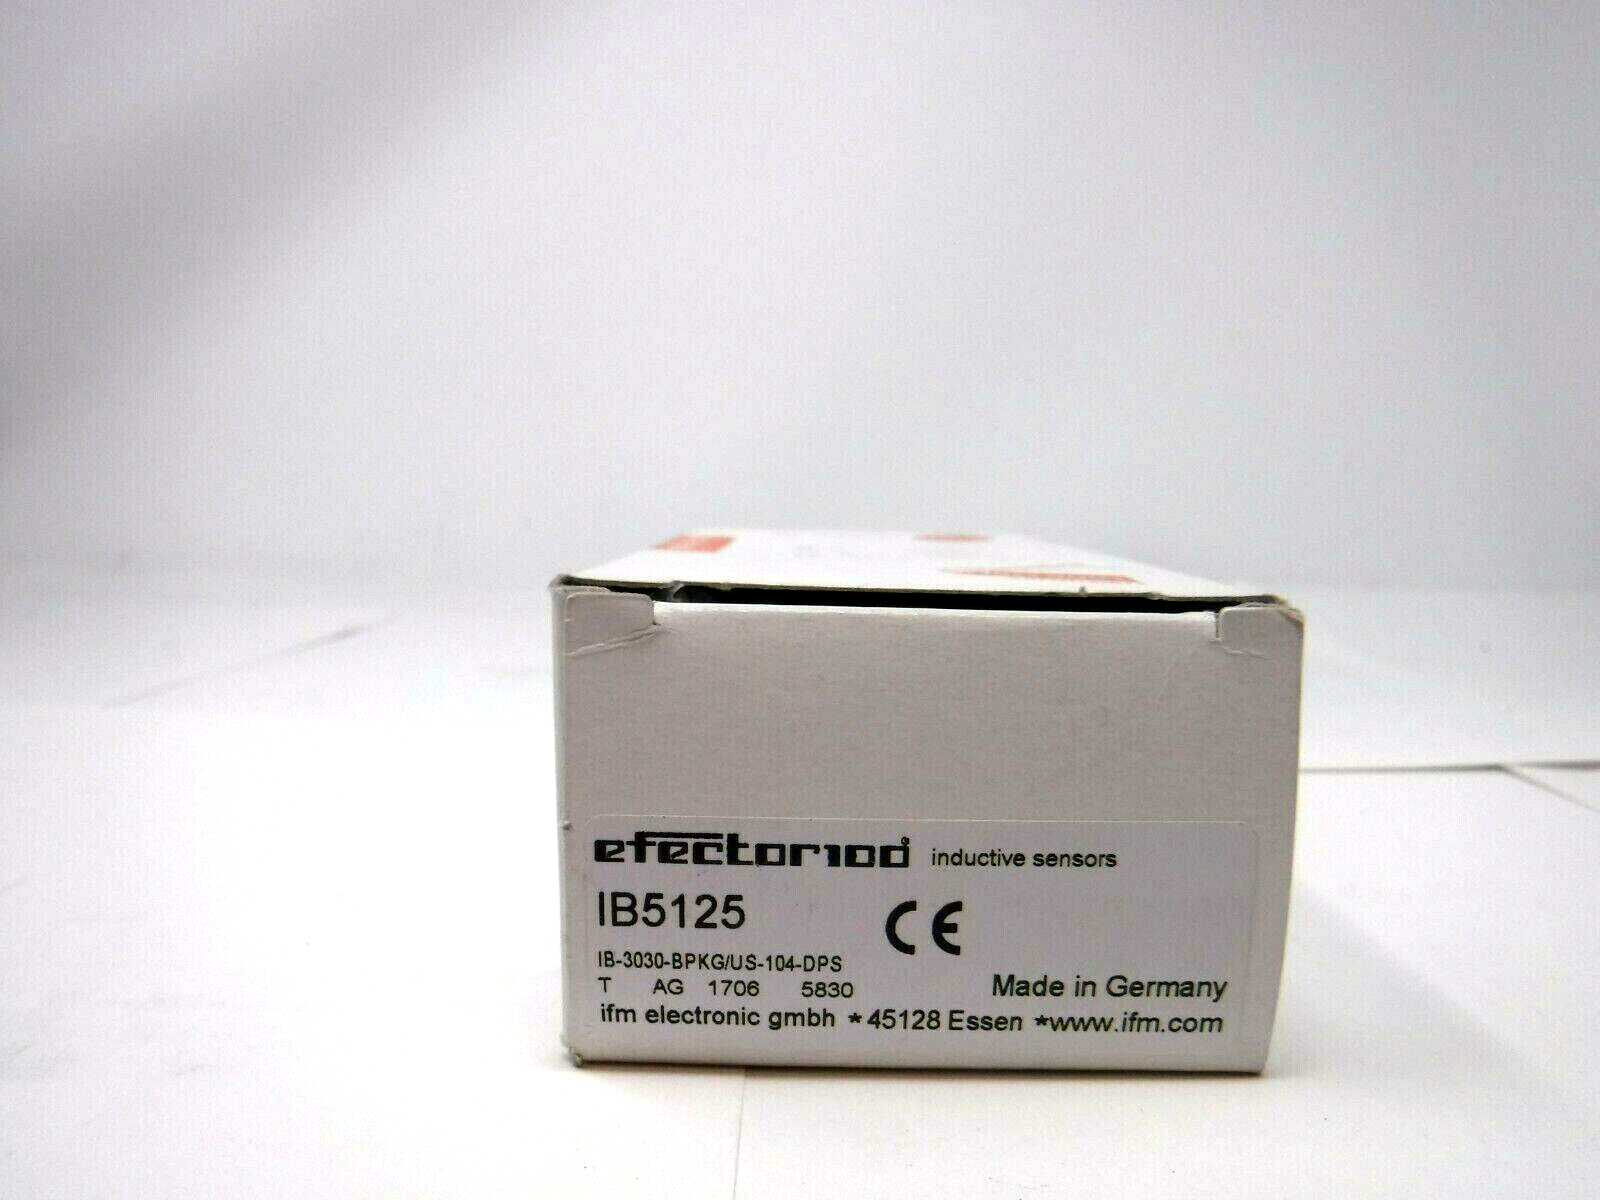 efector100 inductive sensors
IB5125
CE
IB-3030-BPKG/US-104-DPS
T AG 1706 5830
Made in Germany
ifm electronic gmbh *45128 Essen *www.ifm.com